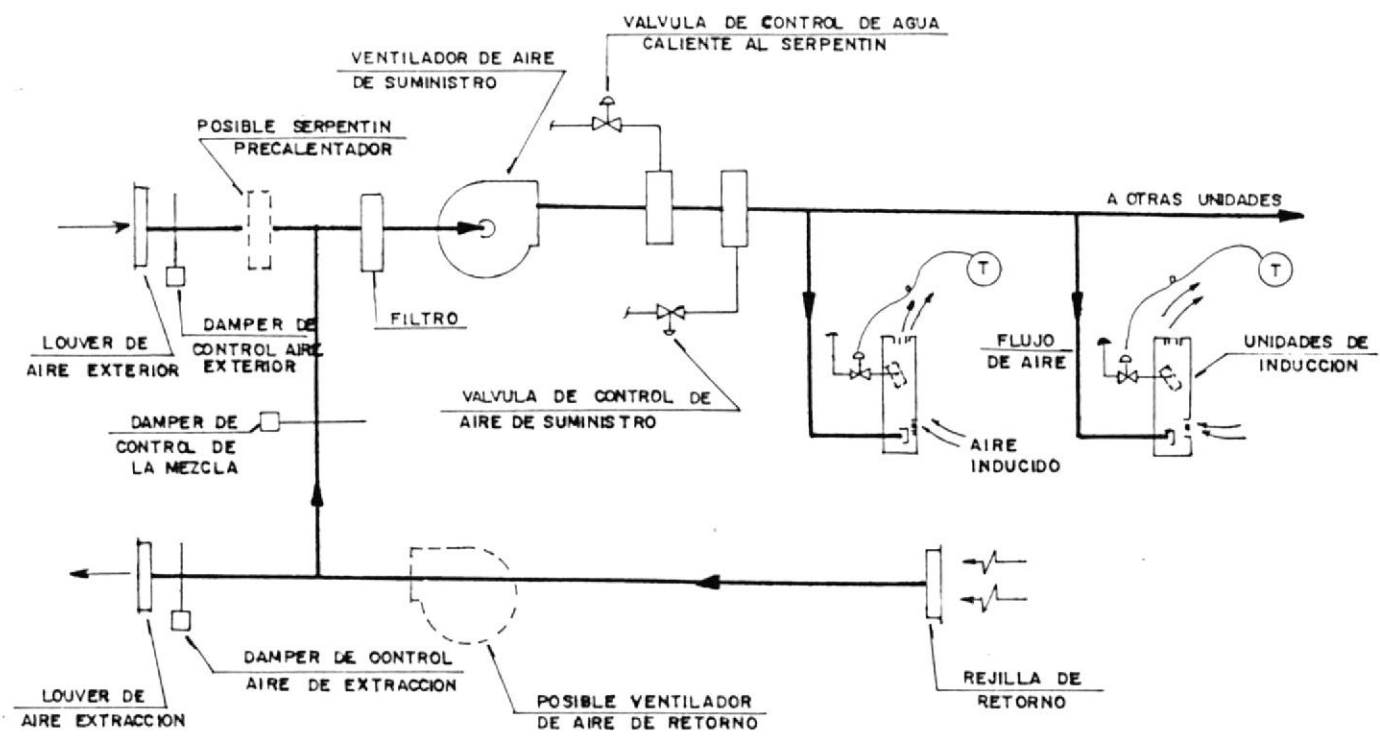 VALVULA DE CONTROL DE AGUA
CALIENTE AL SERPENTIN
VENTILADOR DE AIRE
DE SUMINISTRO
POSIBLE SERPENTIN
PRECALENTADOR
A OTRAS UNIDADES
T
T
FILTRO
DAMPER DE
CONTROL AIRE
EXTERIOR
LOUVER DE
AIRE EXTERIOR
FLUJO
DE AIRE
UNIDADES DE
INDUCCION
VALVULA DE CONTROL DE
AIRE DE SUMINISTRO
DAMPER DE
CONTROL DE
LA MEZCLA
AIRE
INDUCIDO
DAMPER DE CONTROL
AIRE DE EXTRACCION
LOUVER DE
AIRE EXTRACCION
POSIBLE VENTILADOR
DE AIRE DE RETORNO
REJILLA DE
RETORNO